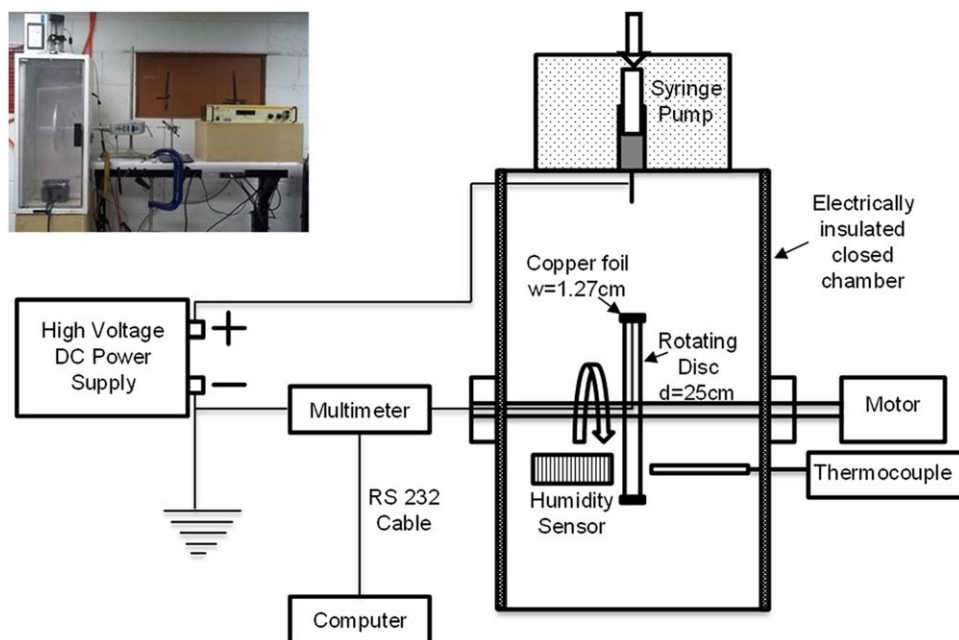 Syringe
Pump
Electrically
insulated
closed
chamber
Copper foil
w=1.27cm
High Voltage
DC Power
Supply
+
−
Rotating
Disc
d=25cm
Multimeter
Motor
Thermocouple
Humidity
Sensor
RS 232
Cable
Computer